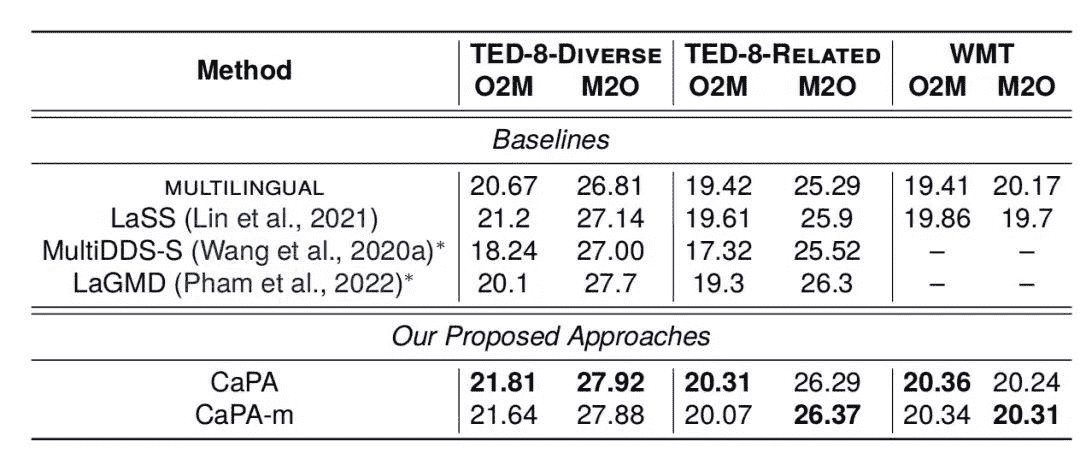 Method TED-8-DIVERSE TED-8-RELATED WMT
O2M M2O O2M M2O O2M M2O
Baselines
MULTILINGUAL 20.67 26.81 19.42 25.29 19.41 20.17
LaSS (Lin et al., 2021) 21.2 27.14 19.61 25.9 19.86 19.7
MultiDDS-S (Wang et al., 2020a)* 18.24 27.00 17.32 25.52 – –
LaGMD (Pham et al., 2022)* 20.1 27.7 19.3 26.3 – –
Our Proposed Approaches
CaPA 21.81 27.92 20.31 26.29 20.36 20.24
CaPA-m 21.64 27.88 20.07 26.37 20.34 20.31